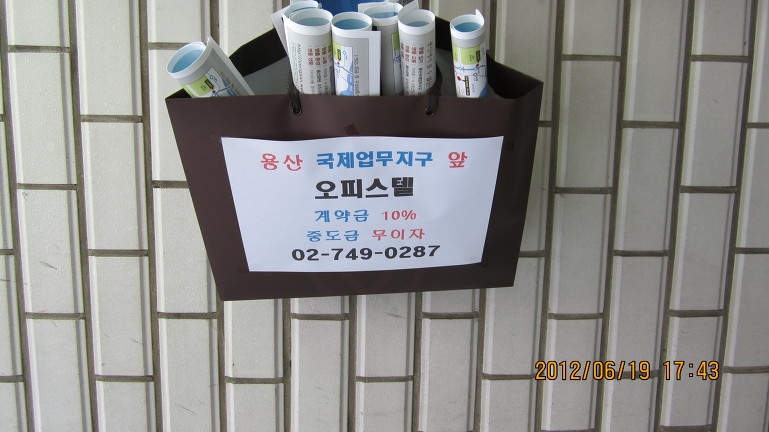 용산 국제업무지구 앞
오피스텔
계약금 10%
중도금 무이자
02-749-0287
2012/06/19 17:43